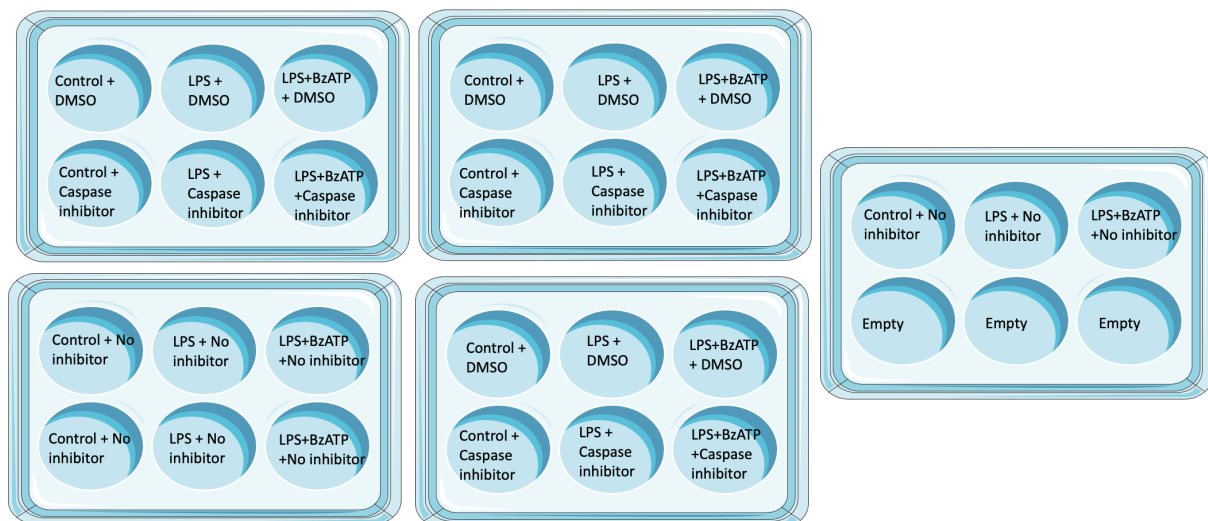 Control +
DMSO
LPS +
DMSO
LPS+BzATP
+ DMSO
Control +
Caspase
inhibitor
LPS +
Caspase
inhibitor
LPS+BzATP
+Caspase
inhibitor
Control +
DMSO
LPS +
DMSO
LPS+BzATP
+ DMSO
Control +
Caspase
inhibitor
LPS +
Caspase
inhibitor
LPS+BzATP
+Caspase
inhibitor
Control + No
inhibitor
LPS + No
inhibitor
LPS+BzATP
+No inhibitor
Control + No
inhibitor
LPS + No
inhibitor
LPS+BzATP
+No inhibitor
Control +
DMSO
LPS +
DMSO
LPS+BzATP
+ DMSO
Control +
Caspase
inhibitor
LPS +
Caspase
inhibitor
LPS+BzATP
+Caspase
inhibitor
Control + No
inhibitor
LPS + No
inhibitor
LPS+BzATP
+No inhibitor
Empty
Empty
Empty